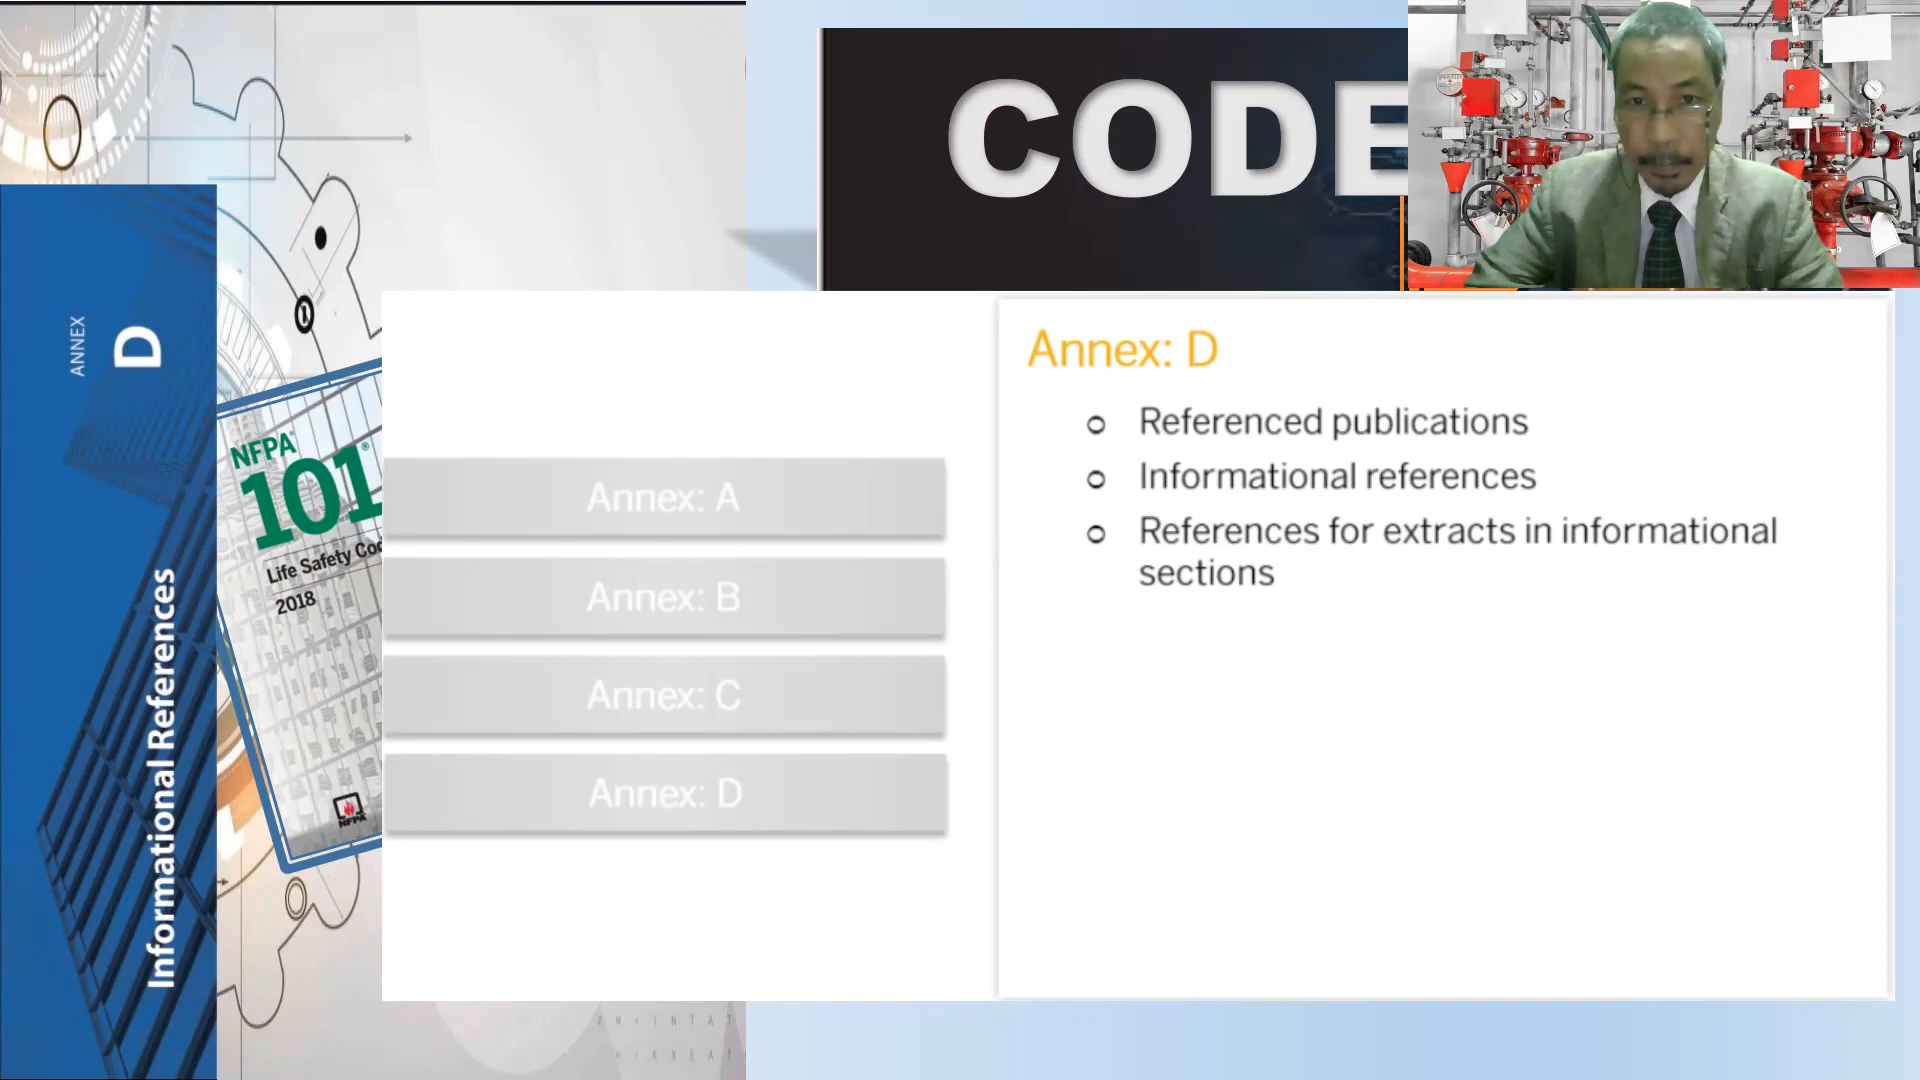 CODE
ANNEX
D
Informational References
NFPA
101®
Life Safety Cod
2018
NFPA
Annex: A
Annex: B
Annex: C
Annex: D
Annex: D
Referenced publications
Informational references
References for extracts in informational
sections